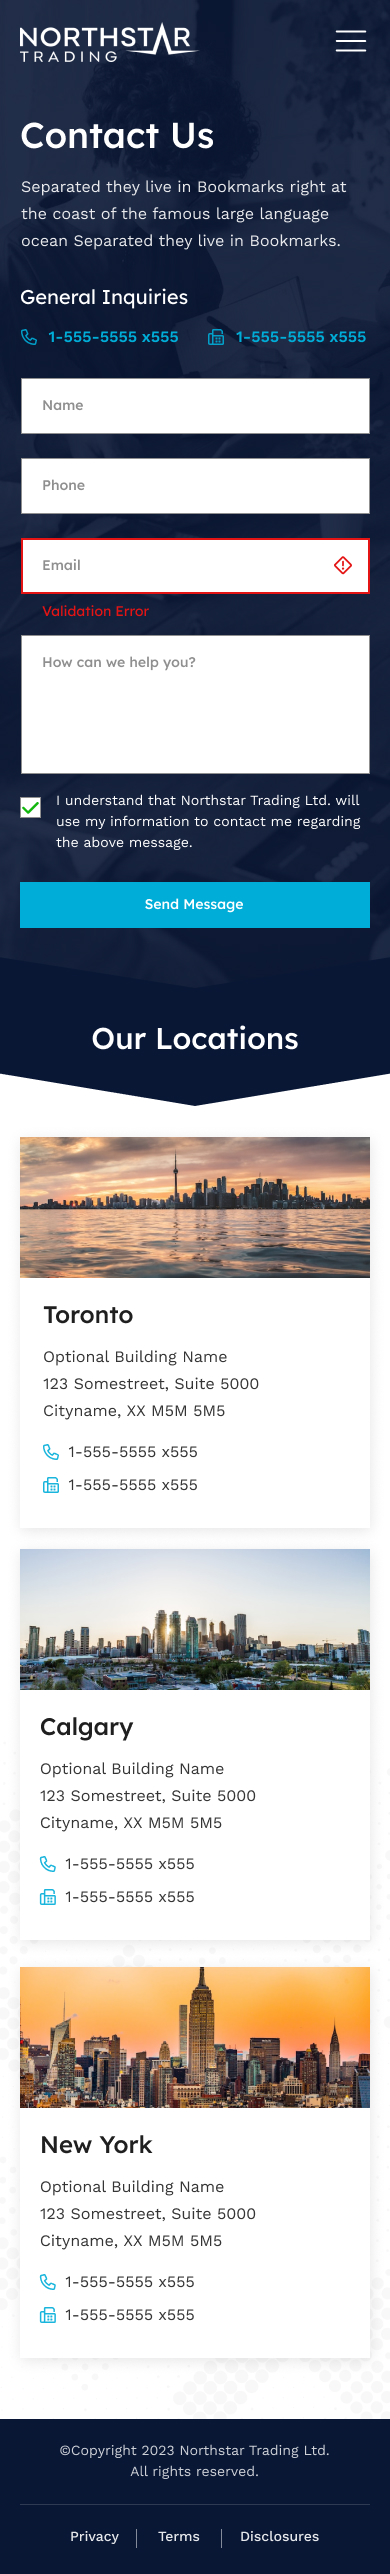 NORTHSTAR
TRADING
Contact Us
Separated they live in Bookmarks right at
the coast of the famous large language
ocean Separated they live in Bookmarks.
General Inquiries
1-555-5555 x555 1-555-5555 x555
Name
Phone
Email
Validation Error
How can we help you?
I understand that Northstar Trading Ltd. will
use my information to contact me regarding
the above message.
Send Message
Our Locations
Toronto
Optional Building Name
123 Somestreet, Suite 5000
Cityname, XX M5M 5M5
1-555-5555 x555
1-555-5555 x555
Calgary
Optional Building Name
123 Somestreet, Suite 5000
Cityname, XX M5M 5M5
1-555-5555 x555
1-555-5555 x555
New York
Optional Building Name
123 Somestreet, Suite 5000
Cityname, XX M5M 5M5
1-555-5555 x555
1-555-5555 x555
©Copyright 2023 Northstar Trading Ltd.
All rights reserved.
Privacy Terms Disclosures